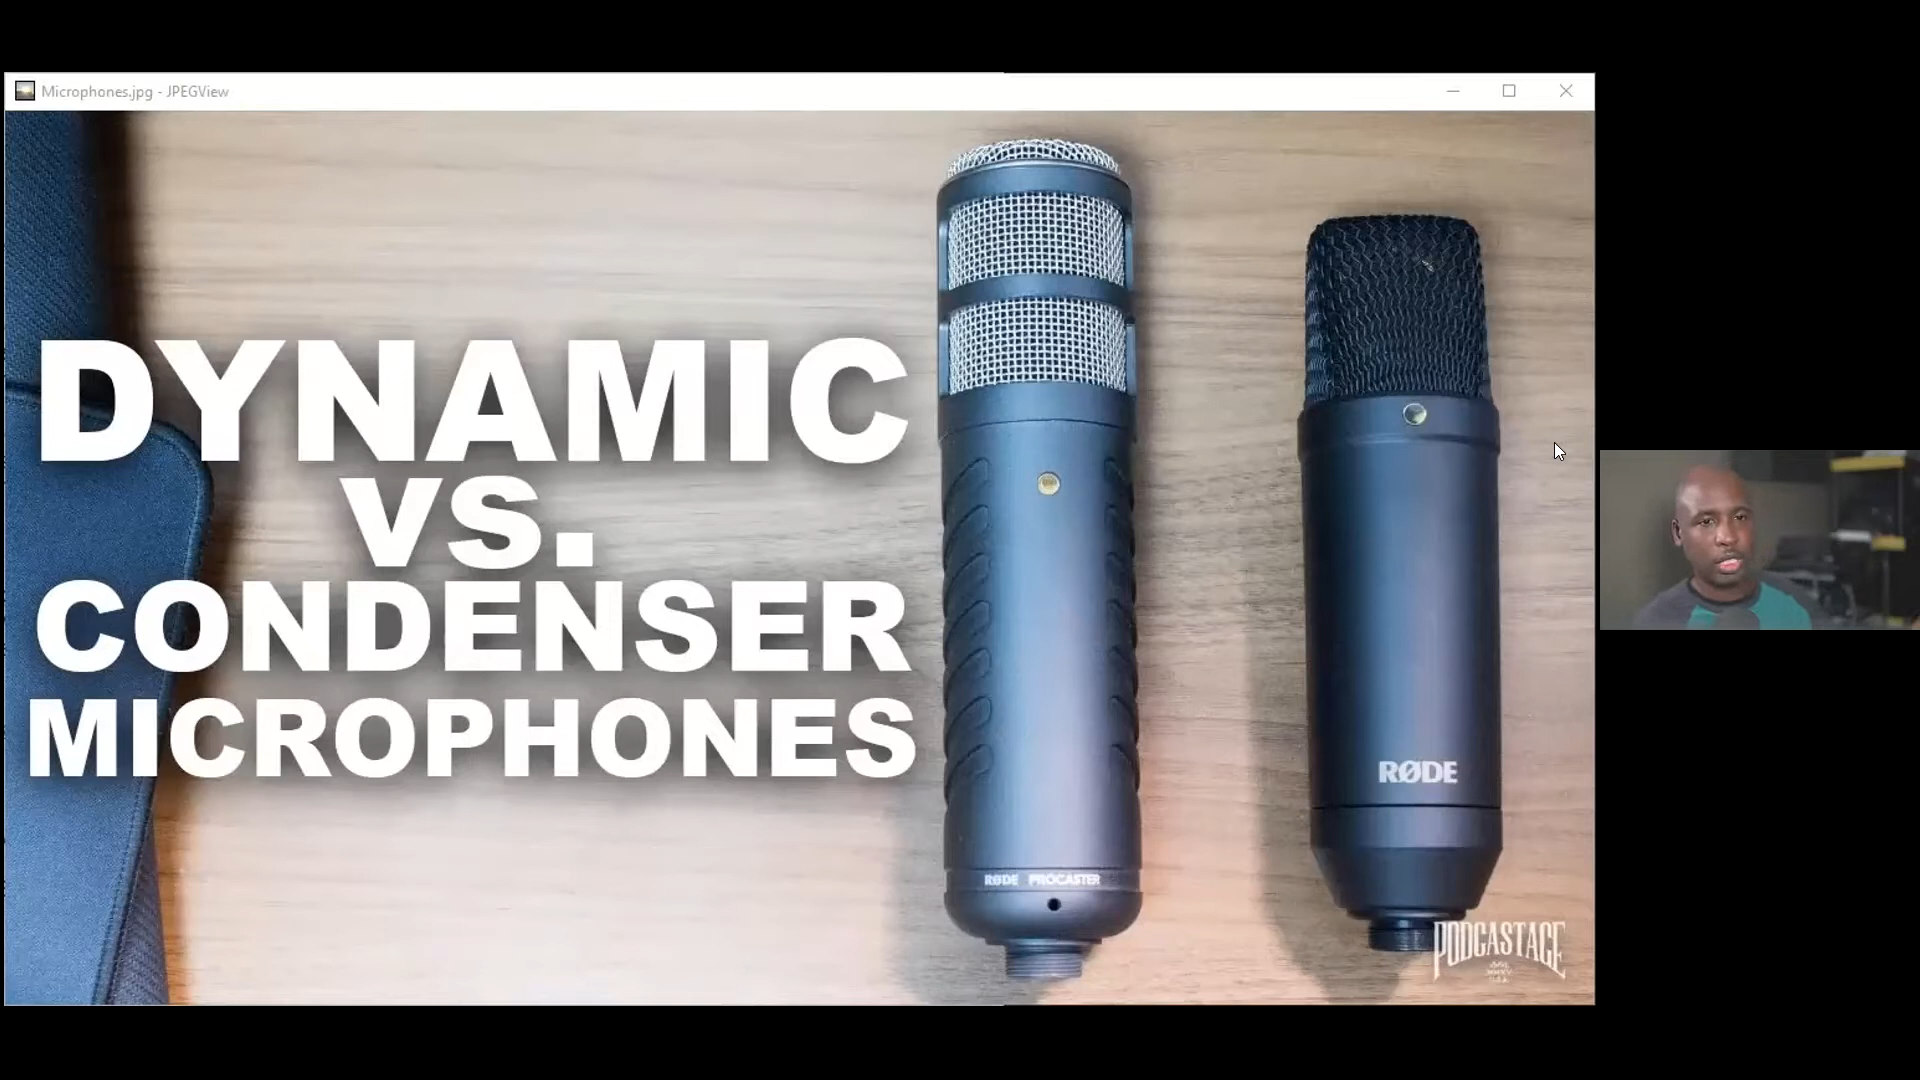 Microphones.jpg - JPEGView
DYNAMIC
VS.
CONDENSER
MICROPHONES
RØDE
RØDE PROCASTER
PODCASTAGE